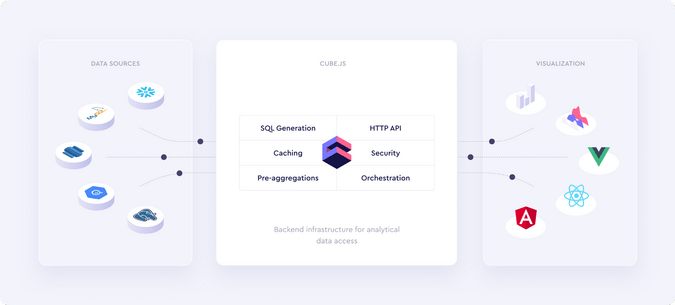 DATA SOURCES
CUBE.JS
VISUALIZATION
MySQL
SQL Generation
HTTP API
Caching
Security
Pre-aggregations
Orchestration
Backend infrastructure for analytical
data access
A